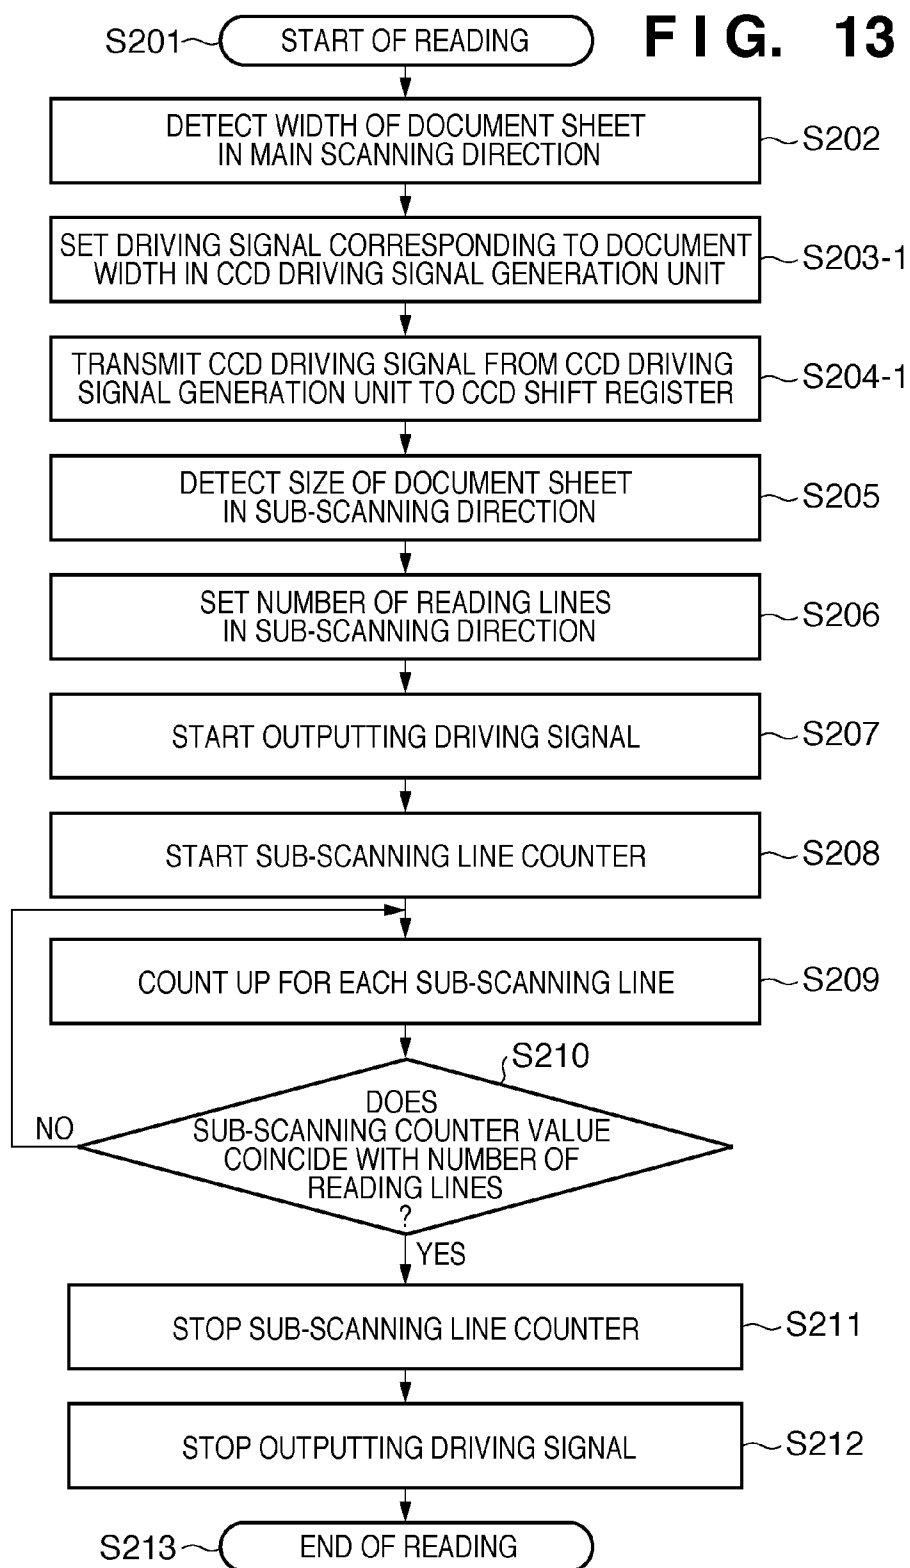 FIG. 13
S201
START OF READING
DETECT WIDTH OF DOCUMENT SHEET
IN MAIN SCANNING DIRECTION
S202
SET DRIVING SIGNAL CORRESPONDING TO DOCUMENT
WIDTH IN CCD DRIVING SIGNAL GENERATION UNIT
S203-1
TRANSMIT CCD DRIVING SIGNAL FROM CCD DRIVING
SIGNAL GENERATION UNIT TO CCD SHIFT REGISTER
S204-1
DETECT SIZE OF DOCUMENT SHEET
IN SUB-SCANNING DIRECTION
S205
SET NUMBER OF READING LINES
IN SUB-SCANNING DIRECTION
S206
START OUTPUTTING DRIVING SIGNAL
S207
START SUB-SCANNING LINE COUNTER
S208
COUNT UP FOR EACH SUB-SCANNING LINE
S209
S210
DOES
SUB-SCANNING COUNTER VALUE
COINCIDE WITH NUMBER OF
READING LINES
?
NO
YES
STOP SUB-SCANNING LINE COUNTER
S211
STOP OUTPUTTING DRIVING SIGNAL
S212
S213
END OF READING